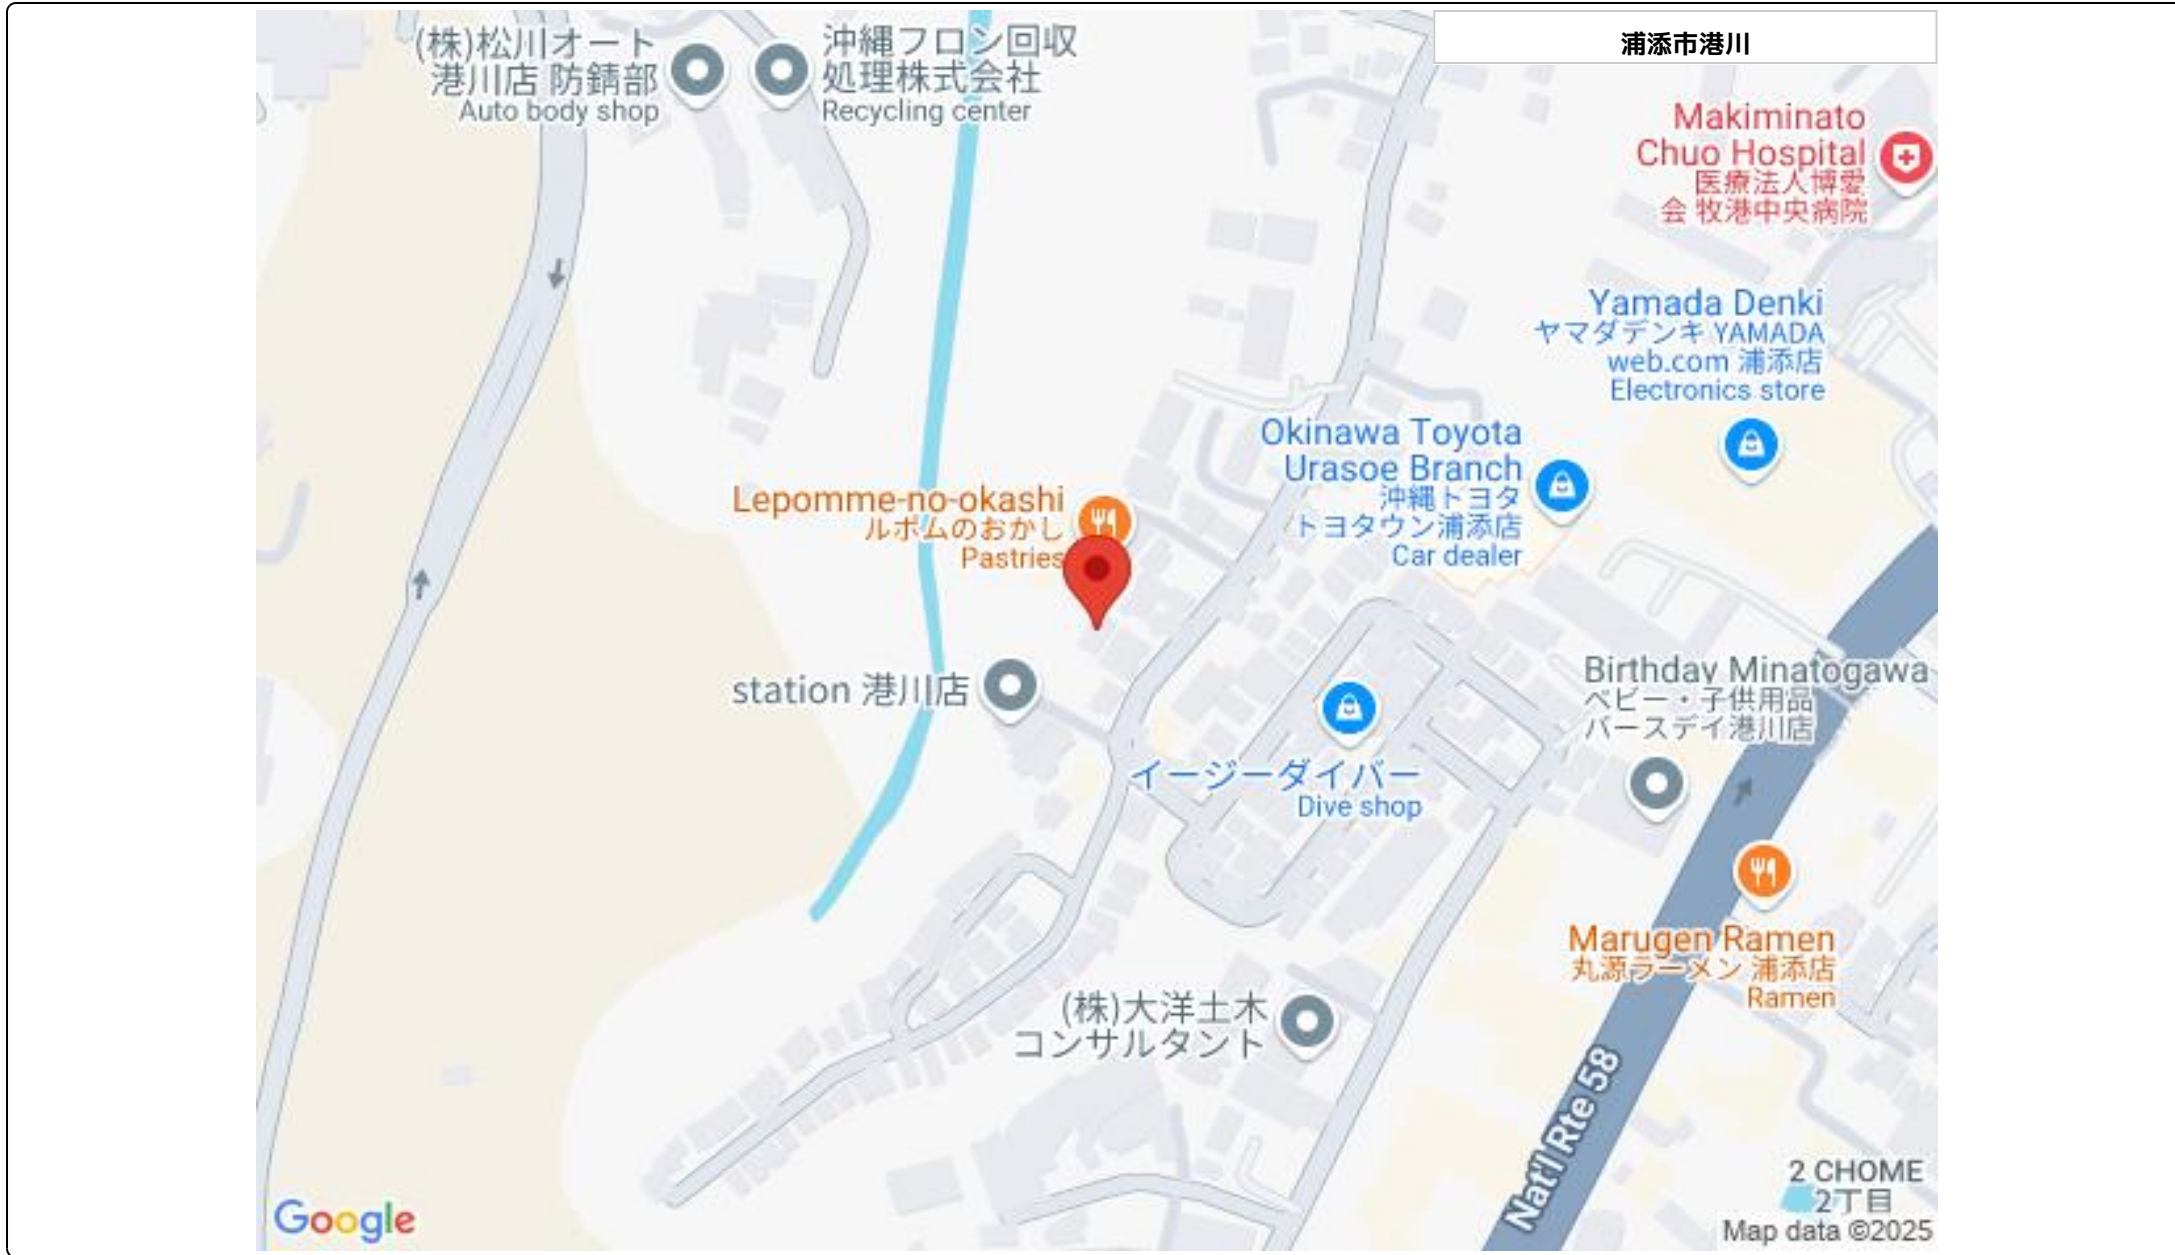 浦添市港川
(株)松川オート
港川店 防錆部
Auto body shop
沖縄フロン回収
処理株式会社
Recycling center
Makiminato
Chuo Hospital
医療法人博愛
会 牧港中央病院
Yamada Denki
ヤマダデンキ YAMADA
web.com 浦添店
Electronics store
Okinawa Toyota
Urasoe Branch
沖縄トヨタ
トヨタウン浦添店
Car dealer
Lepomme-no-okashi
ルポムのおかし
Pastries
station 港川店
Birthday Minatogawa
ベビー・子供用品
バースデイ港川店
イージーダイバー
Dive shop
Marugen Ramen
丸源ラーメン 浦添店
Ramen
(株)大洋土木
コンサルタント
Nat'l Rte 58
2 CHOME
2丁目
Google
Map data ©2025